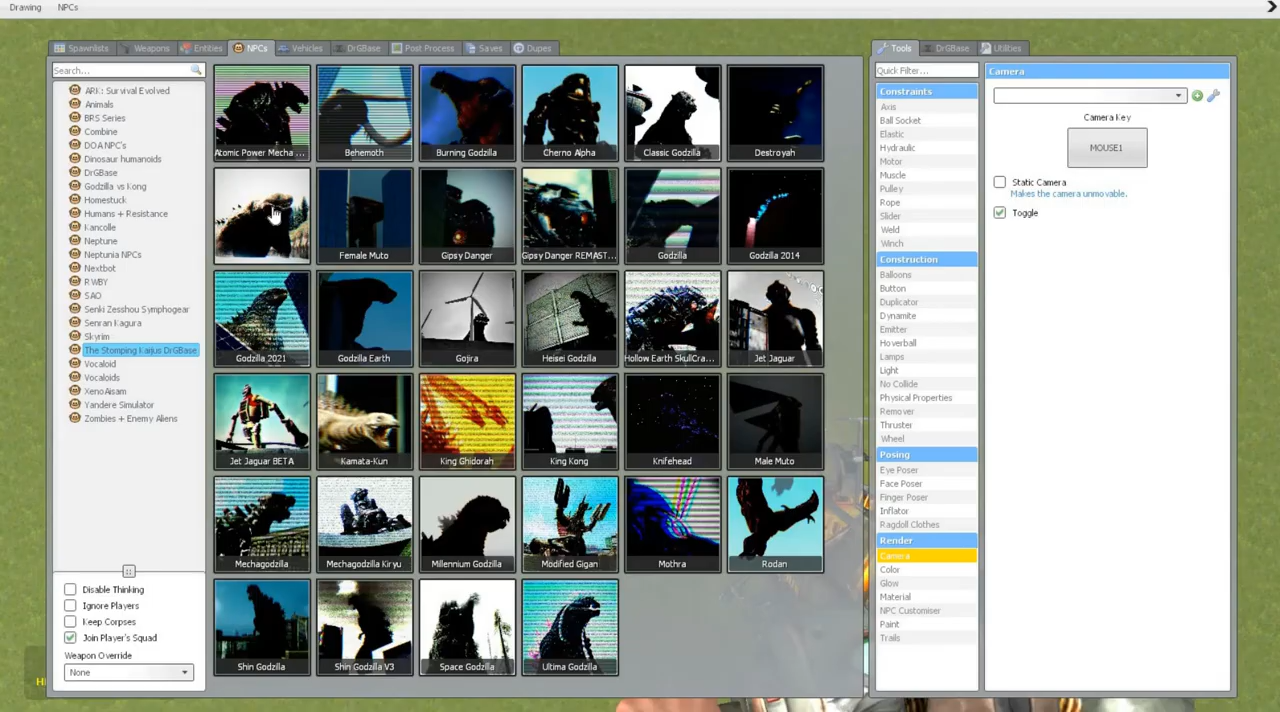 Drawing NPCs
Spawnlists Weapons Entities NPCs Vehicles DrGBase Post Process Saves Dupes
Search...
ARK: Survival Evolved
Animals
BRS Series
Combine
DOA NPC's
Dinosaur humanoids
DrGBase
Godzilla vs Kong
Homestuck
Humans + Resistance
Kancolle
Neptune
Neptunia NPCs
Nextbot
RWBY
SAO
Senki Zesshou Symphogear
Senran Kagura
Skyrim
The Stomping Kaijus DrGBase
Vocaloid
Vocaloids
XenoAisam
Yandere Simulator
Zombies + Enemy Aliens
Disable Thinking
Ignore Players
Keep Corpses
Join Player's Squad
Weapon Override
None
Atomic Power Mecha ... Behemoth Burning Godzilla Cherno Alpha Classic Godzilla Destroyah
Female Muto Gipsy Danger Gipsy Danger REMAST... Godzilla Godzilla 2014
Godzilla 2021 Godzilla Earth Gojira Heisei Godzilla Hollow Earth SkullCra... Jet Jaguar
Jet Jaguar BETA Kamata-Kun King Ghidorah King Kong Knifehead Male Muto
Mechagodzilla Mechagodzilla Kiryu Millennium Godzilla Modified Gigan Mothra Rodan
Shin Godzilla Shin Godzilla V3 Space Godzilla Ultima Godzilla
Tools DrGBase Utilities
Quick Filter...
Constraints
Axis
Ball Socket
Elastic
Hydraulic
Motor
Muscle
Pulley
Rope
Slider
Weld
Winch
Construction
Balloons
Button
Duplicator
Dynamite
Emitter
Hoverball
Lamps
Light
No Collide
Physical Properties
Remover
Thruster
Wheel
Posing
Eye Poser
Face Poser
Finger Poser
Inflator
Ragdoll Clothes
Render
Camera
Color
Glow
Material
NPC Customiser
Paint
Trails
Camera
Camera Key
MOUSE1
Static Camera
Makes the camera unmovable.
Toggle